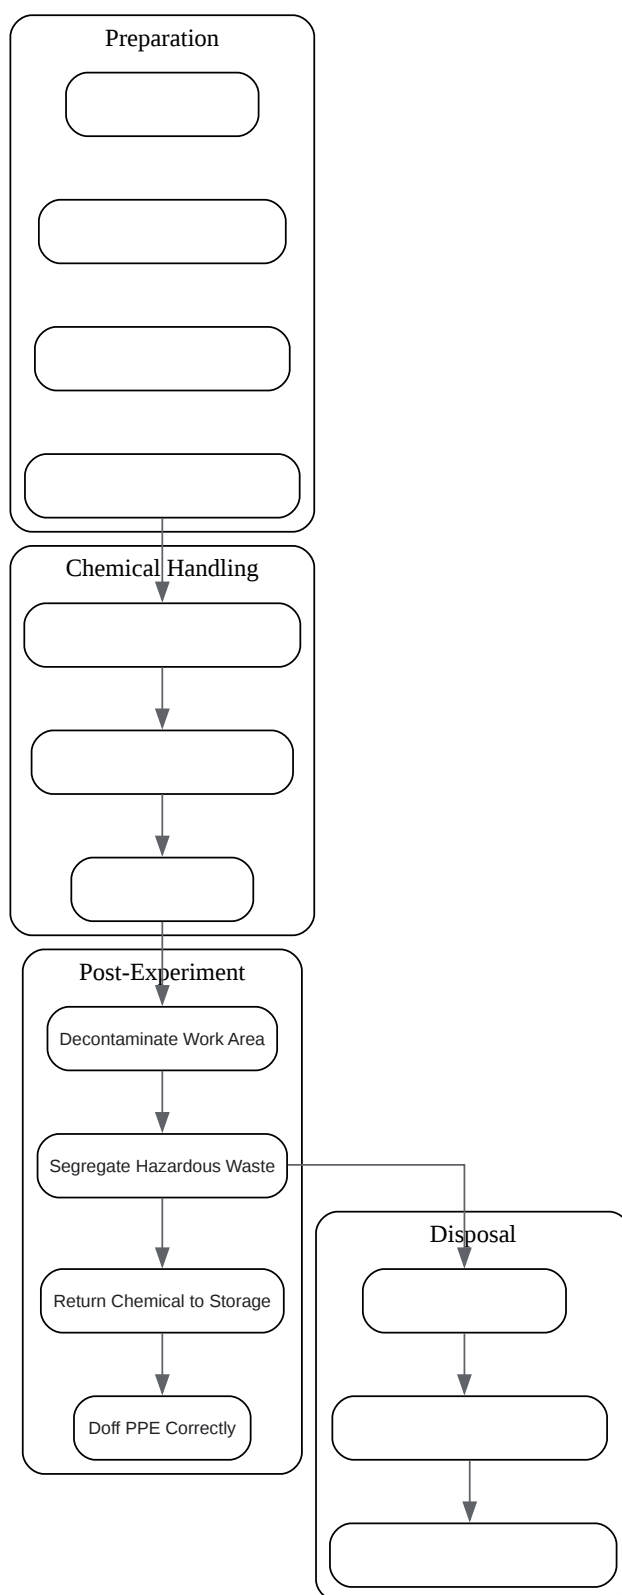 Preparation
Chemical Handling
Post-Experiment
Decontaminate Work Area
Segregate Hazardous Waste
Disposal
Return Chemical to Storage
Doff PPE Correctly